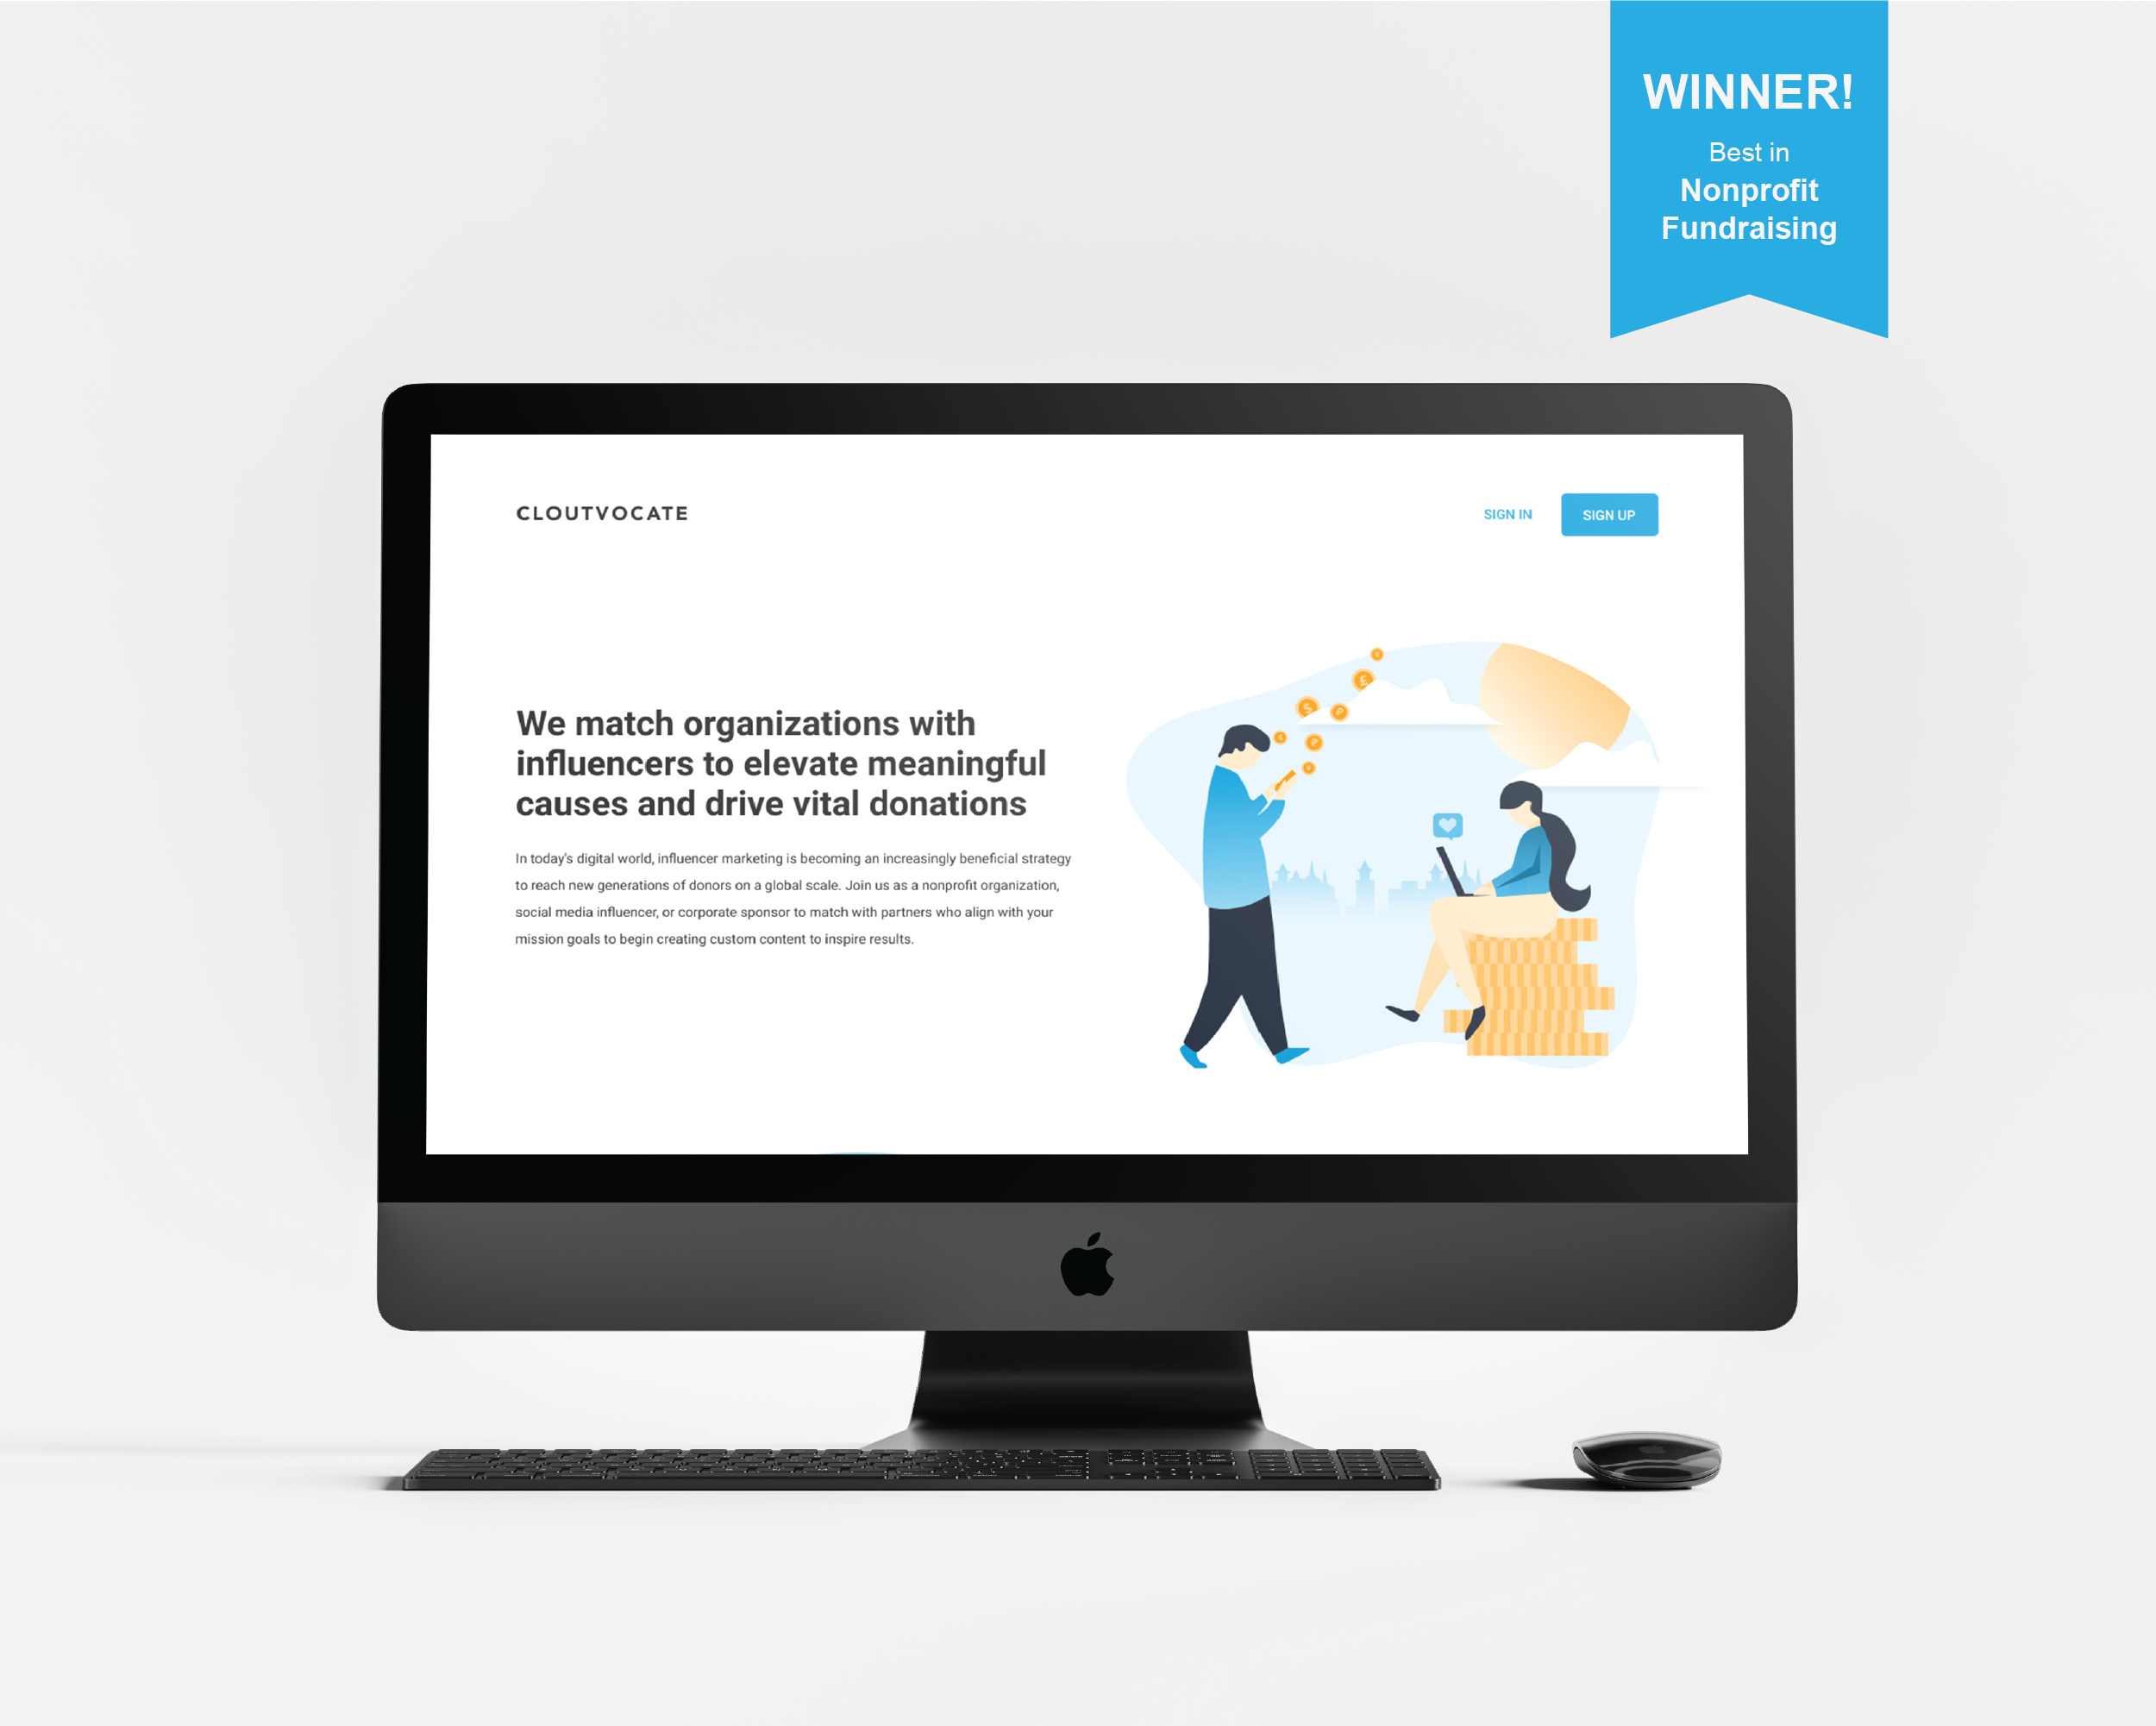 WINNER!
Best in
Nonprofit
Fundraising
CLOUTVOCATE
SIGN IN
SIGN UP
We match organizations with
influencers to elevate meaningful
causes and drive vital donations
In today's digital world, influencer marketing is becoming an increasingly beneficial strategy
to reach new generations of donors on a global scale. Join us as a nonprofit organization,
social media influencer, or corporate sponsor to match with partners who align with your
mission goals to begin creating custom content to inspire results.